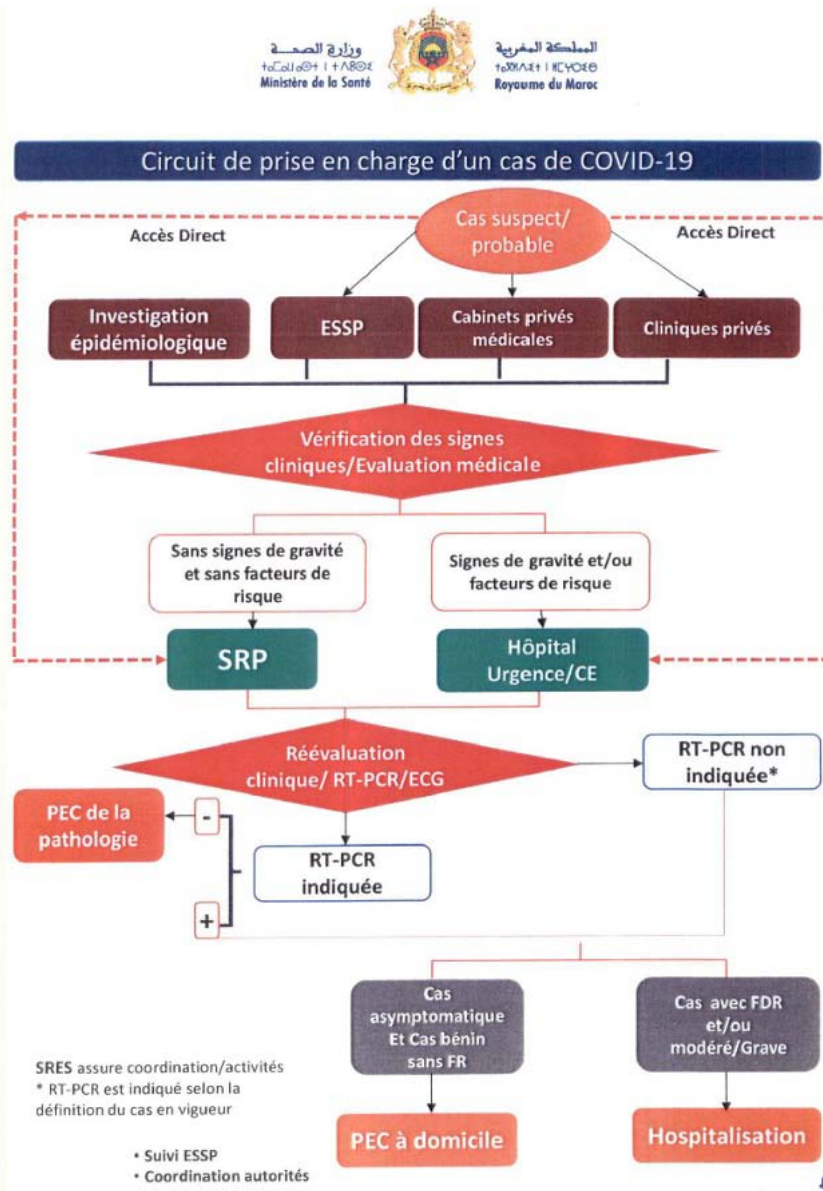 وزارة الصحة
ⵜⴰⵎⴰⵡⴰⵙⵜ ⵏ ⵜⴷⵓⵙⵉ
Ministère de la Santé
المملكة المغربية
ⵜⴰⴳⵍⴷⵉⵜ ⵏ ⵍⵎⵖⵔⵉⴱ
Royaume du Maroc
Circuit de prise en charge d'un cas de COVID-19
Cas suspect/
probable
Accès Direct
Accès Direct
Investigation
épidémiologique
ESSP
Cabinets privés
médicales
Cliniques privés
Vérification des signes
cliniques/Evaluation médicale
Sans signes de gravité
et sans facteurs de
risque
Signes de gravité et/ou
facteurs de risque
SRP
Hôpital
Urgence/CE
Réévaluation
clinique/ RT-PCR/ECG
RT-PCR non
indiquée*
PEC de la
pathologie
-
RT-PCR
indiquée
+
Cas
asymptomatique
Et Cas bénin
sans FR
Cas avec FDR
et/ou
modéré/Grave
SRES assure coordination/activités
* RT-PCR est indiqué selon la
définition du cas en vigueur
PEC à domicile
Hospitalisation
• Suivi ESSP
• Coordination autorités